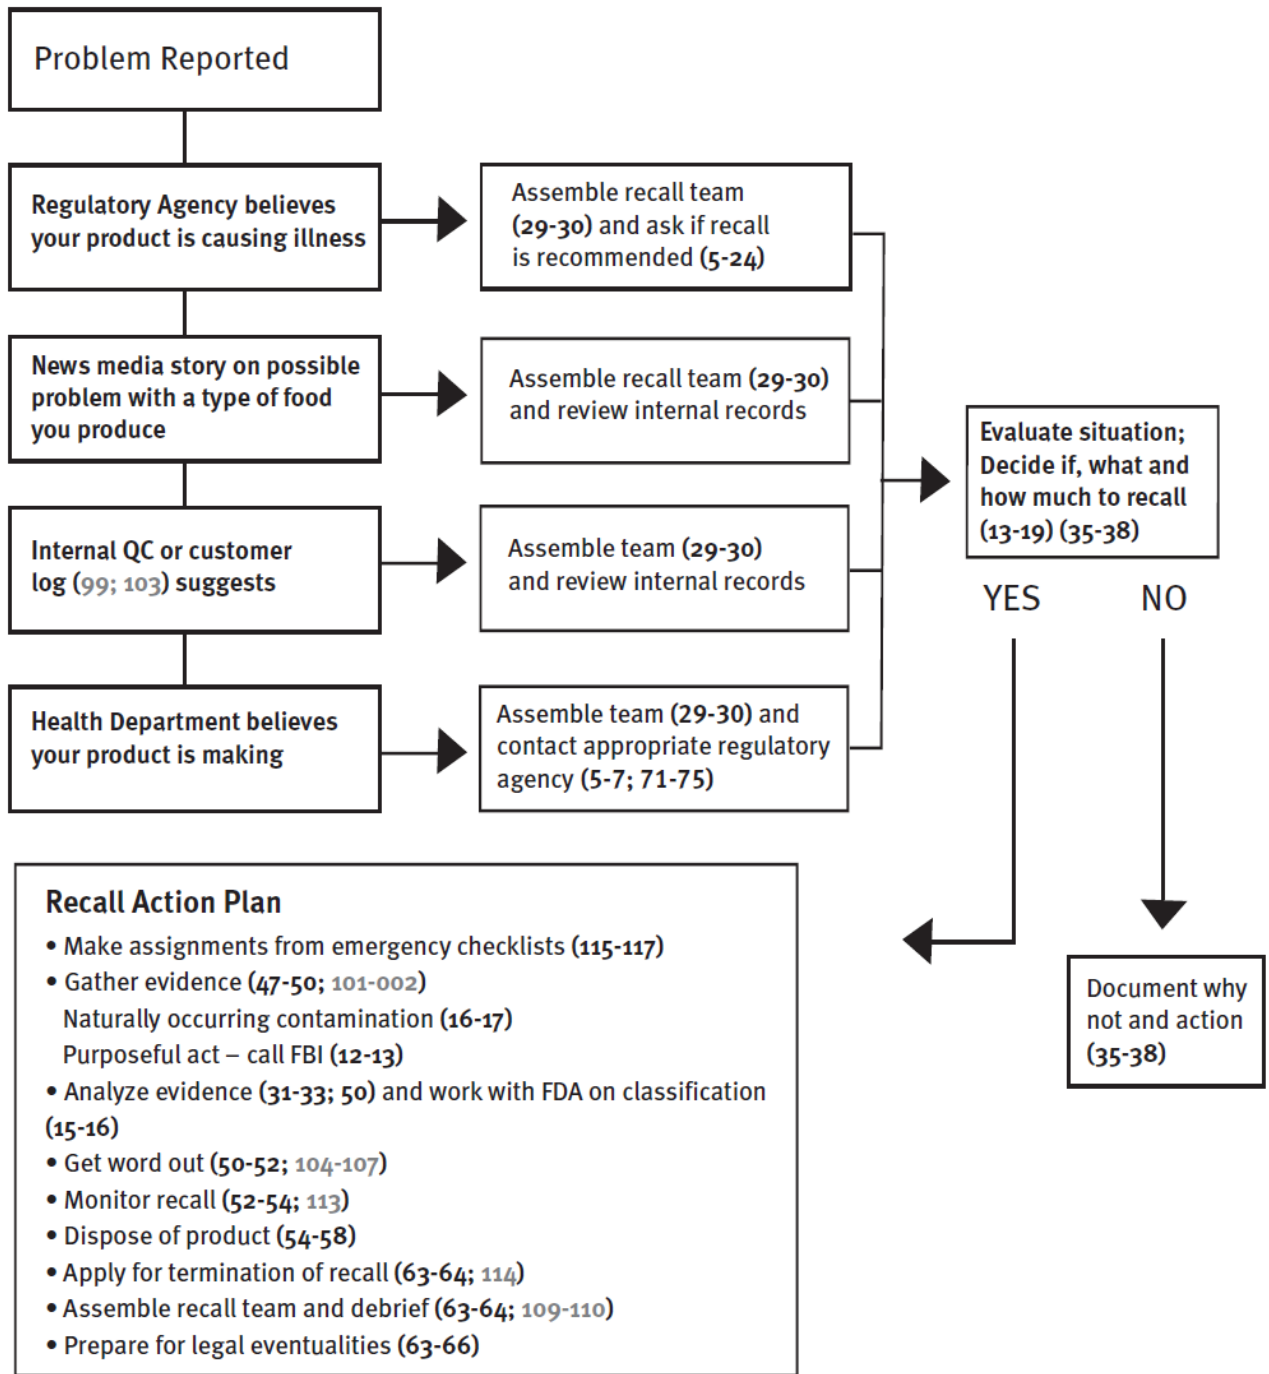 Problem Reported
Regulatory Agency believes
your product is causing illness
Assemble recall team
(29-30) and ask if recall
is recommended (5-24)
News media story on possible
problem with a type of food
you produce
Assemble recall team (29-30)
and review internal records
Internal QC or customer
log (99; 103) suggests
Assemble team (29-30)
and review internal records
Health Department believes
your product is making
Assemble team (29-30) and
contact appropriate regulatory
agency (5-7; 71-75)
Evaluate situation;
Decide if, what and
how much to recall
(13-19) (35-38)
YES
NO
Document why
not and action
(35-38)
Recall Action Plan
• Make assignments from emergency checklists (115-117)
• Gather evidence (47-50; 101-002)
Naturally occurring contamination (16-17)
Purposeful act – call FBI (12-13)
• Analyze evidence (31-33; 50) and work with FDA on classification
(15-16)
• Get word out (50-52; 104-107)
• Monitor recall (52-54; 113)
• Dispose of product (54-58)
• Apply for termination of recall (63-64; 114)
• Assemble recall team and debrief (63-64; 109-110)
• Prepare for legal eventualities (63-66)